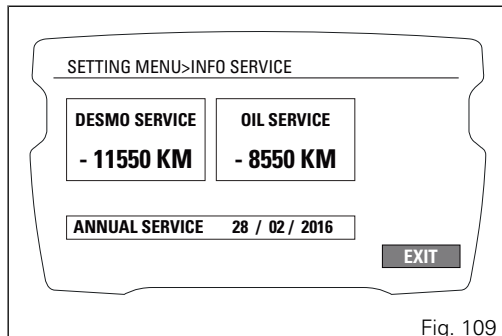 SETTING MENU>INFO SERVICE
DESMO SERVICE
- 11550 KM
OIL SERVICE
- 8550 KM
ANNUAL SERVICE 28 / 02 / 2016
EXIT
Fig. 109